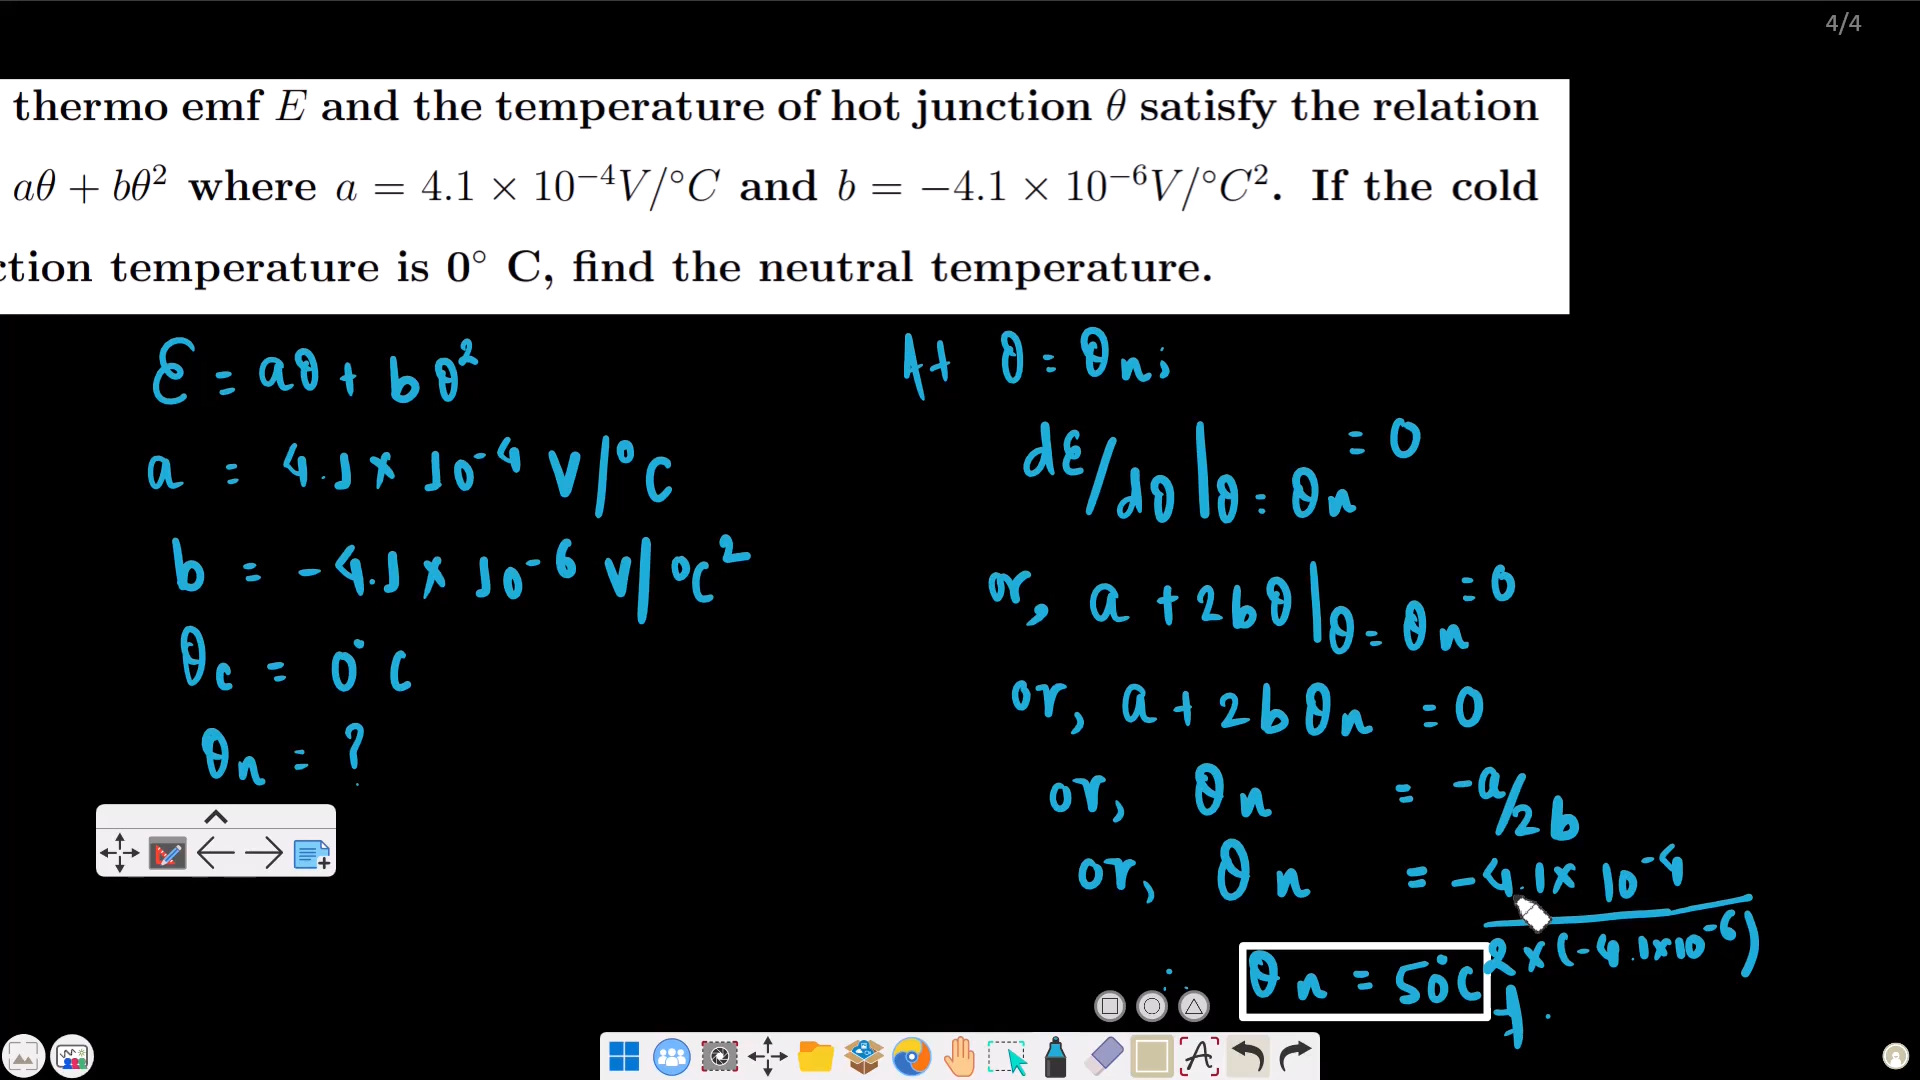 4/4
thermo emf E and the temperature of hot junction θ satisfy the relation
aθ + bθ² where a = 4.1 × 10⁻⁴V/°C and b = −4.1 × 10⁻⁶V/°C². If the cold
ction temperature is 0° C, find the neutral temperature.
Ɛ = aθ + bθ²
a = 4.1 × 10⁻⁴ V/°C
b = -4.1 × 10⁻⁶ V/°C²
θc = 0°C
θn = ?
At θ = θn;
dƐ/dθ|θ=θn = 0
or, a + 2bθ|θ=θn = 0
or, a + 2bθn = 0
or, θn = -a/2b
or, θn = -4.1 × 10⁻⁴
2 × (-4.1×10⁻⁶)
∴ θn = 50°C